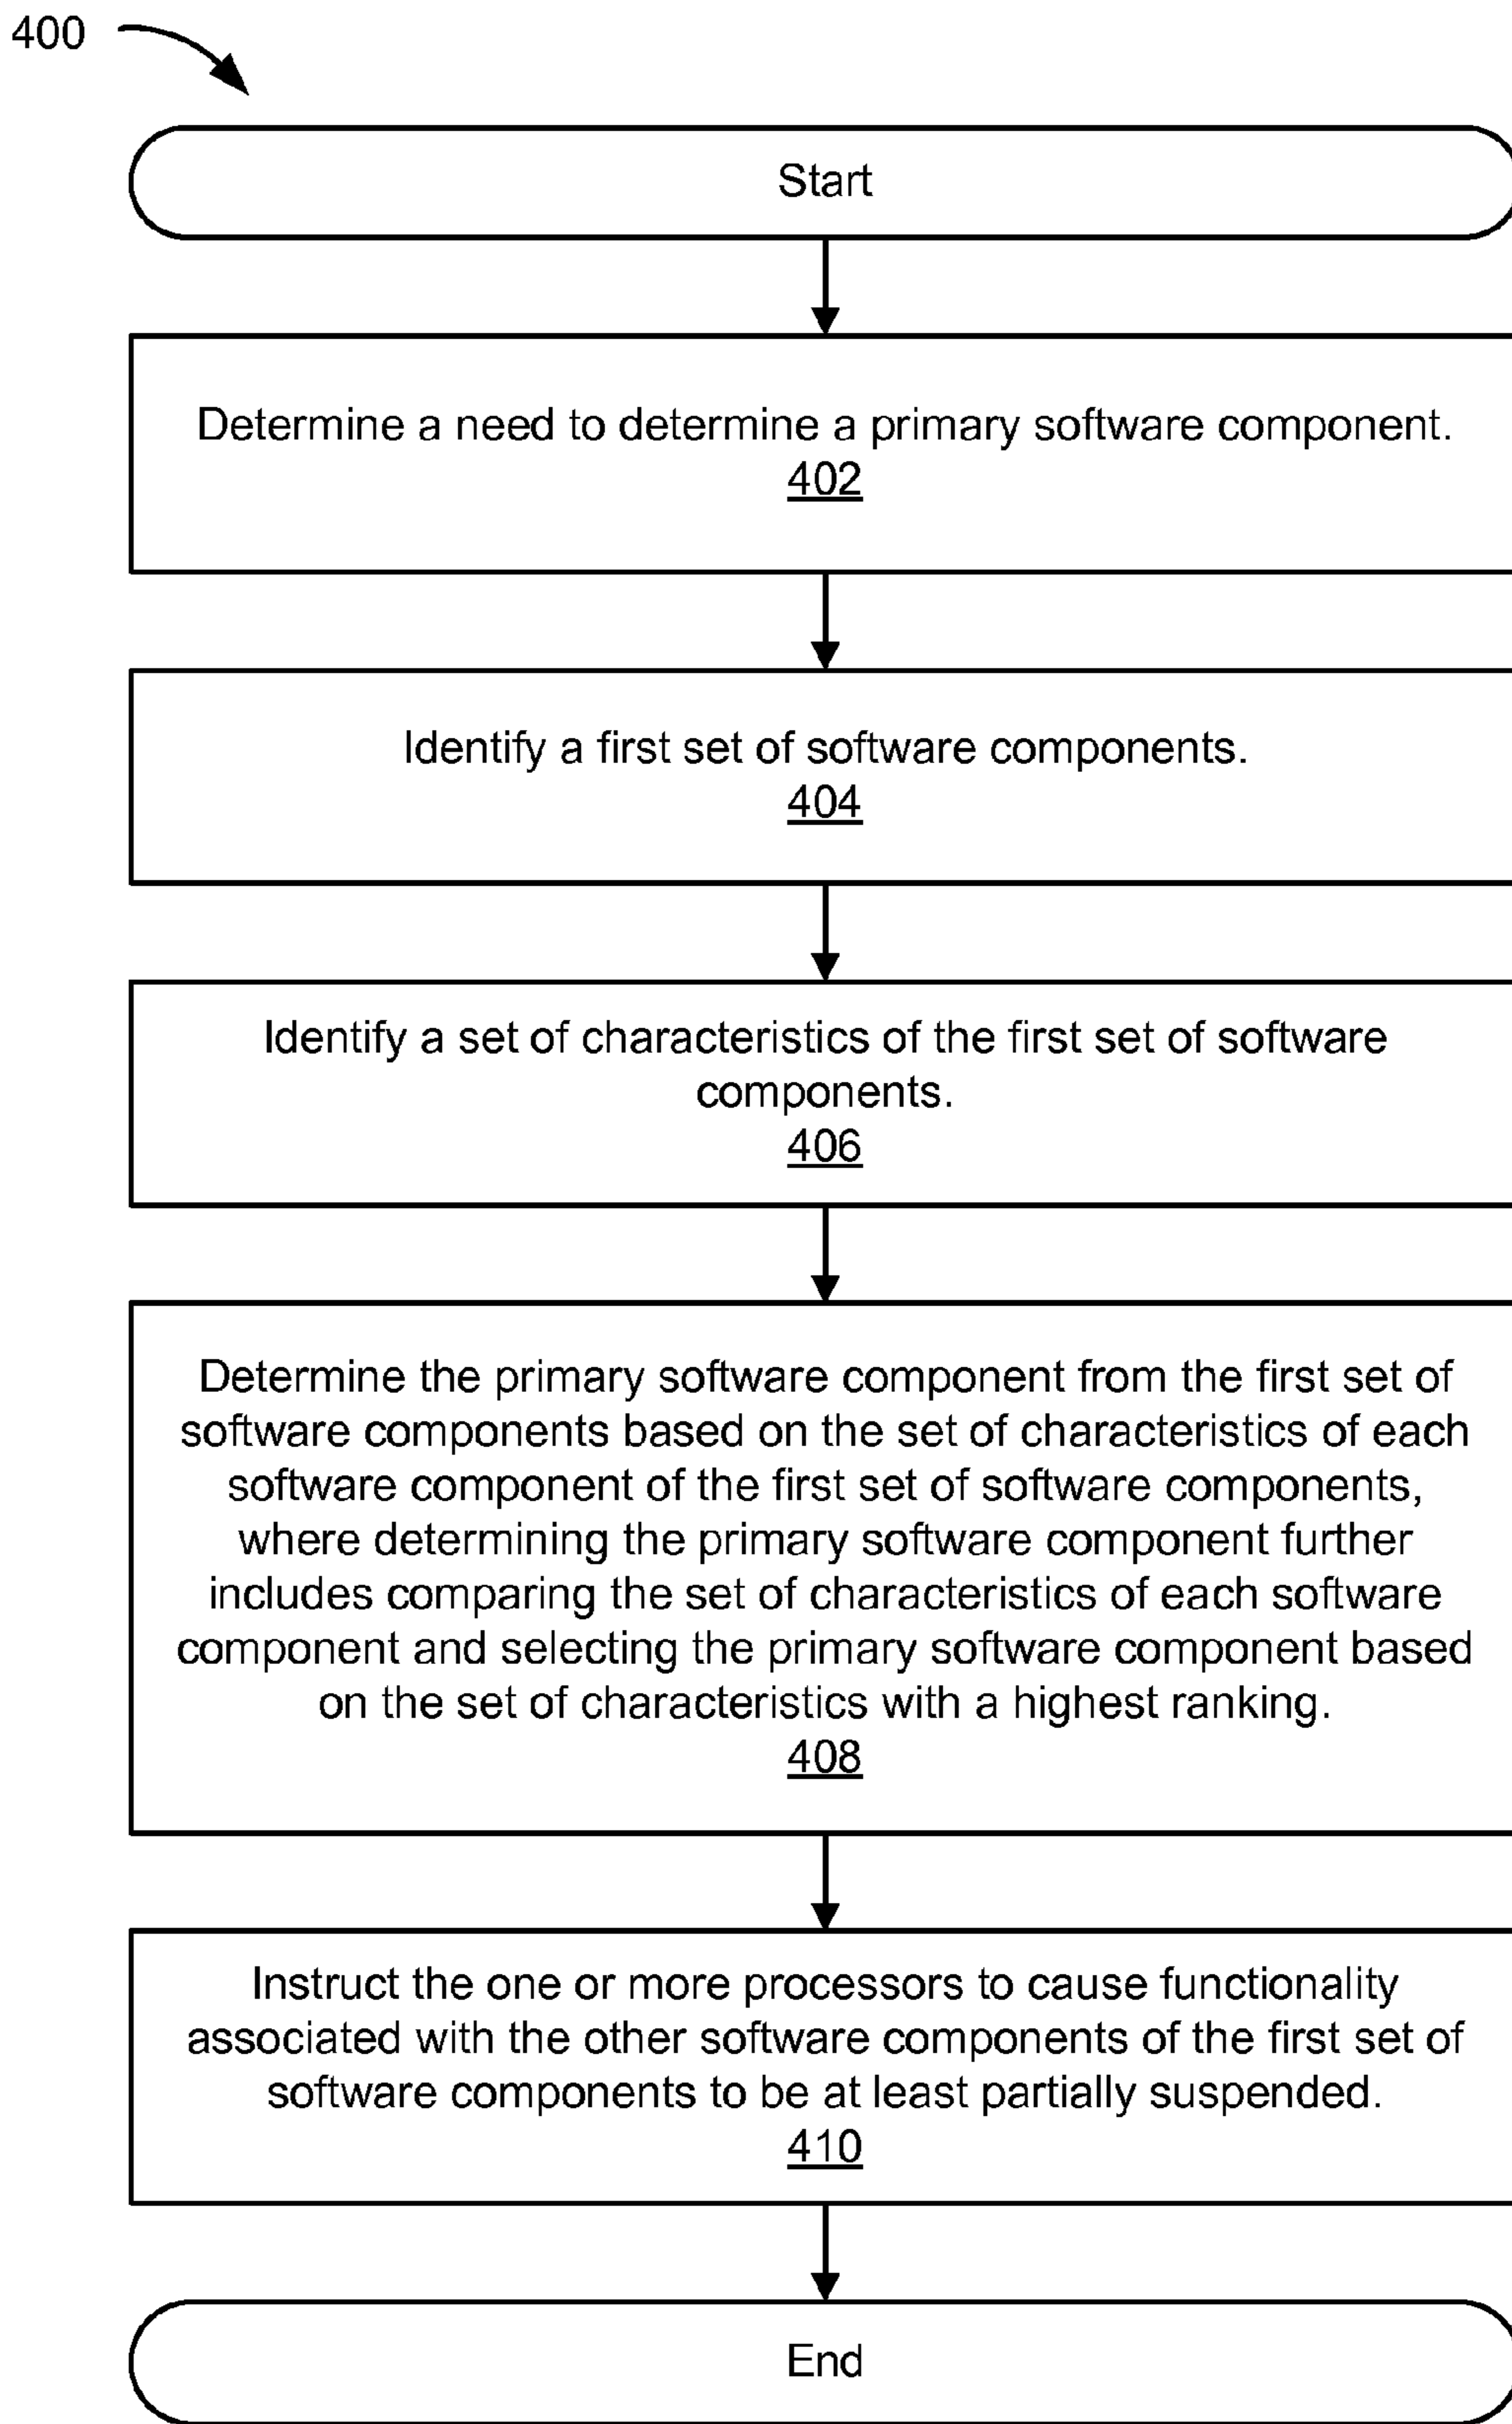 400
Start
Determine a need to determine a primary software component.
402
Identify a first set of software components.
404
Identify a set of characteristics of the first set of software
components.
406
Determine the primary software component from the first set of
software components based on the set of characteristics of each
software component of the first set of software components,
where determining the primary software component further
includes comparing the set of characteristics of each software
component and selecting the primary software component based
on the set of characteristics with a highest ranking.
408
Instruct the one or more processors to cause functionality
associated with the other software components of the first set of
software components to be at least partially suspended.
410
End